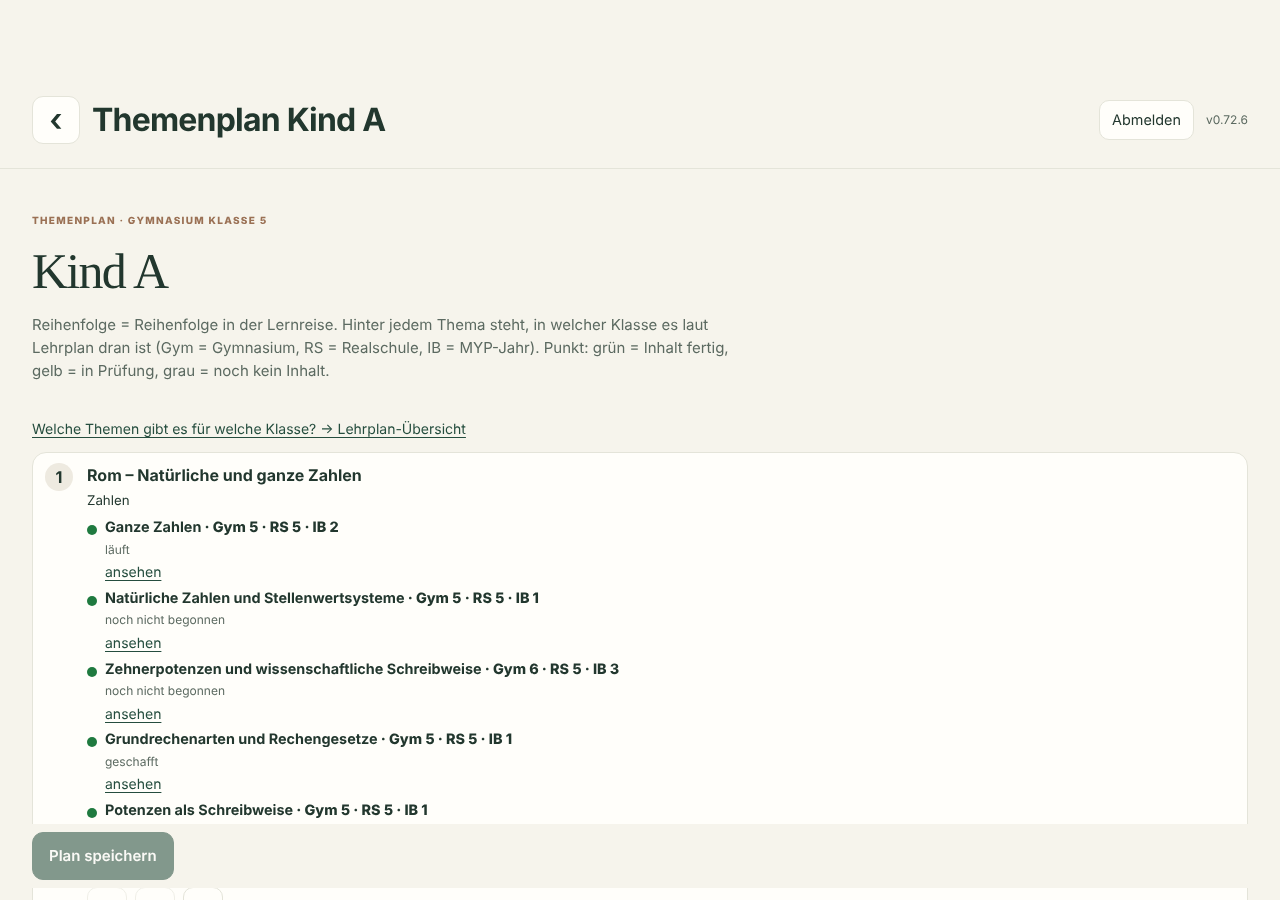 ‹ Themenplan Kind A
Abmelden v0.72.6
THEMENPLAN · GYMNASIUM KLASSE 5
Kind A
Reihenfolge = Reihenfolge in der Lernreise. Hinter jedem Thema steht, in welcher Klasse es laut
Lehrplan dran ist (Gym = Gymnasium, RS = Realschule, IB = MYP-Jahr). Punkt: grün = Inhalt fertig,
gelb = in Prüfung, grau = noch kein Inhalt.
Welche Themen gibt es für welche Klasse? → Lehrplan-Übersicht
1 Rom – Natürliche und ganze Zahlen
Zahlen
Ganze Zahlen · Gym 5 · RS 5 · IB 2
läuft
ansehen
Natürliche Zahlen und Stellenwertsysteme · Gym 5 · RS 5 · IB 1
noch nicht begonnen
ansehen
Zehnerpotenzen und wissenschaftliche Schreibweise · Gym 6 · RS 5 · IB 3
noch nicht begonnen
ansehen
Grundrechenarten und Rechengesetze · Gym 5 · RS 5 · IB 1
geschafft
ansehen
Potenzen als Schreibweise · Gym 5 · RS 5 · IB 1
Plan speichern